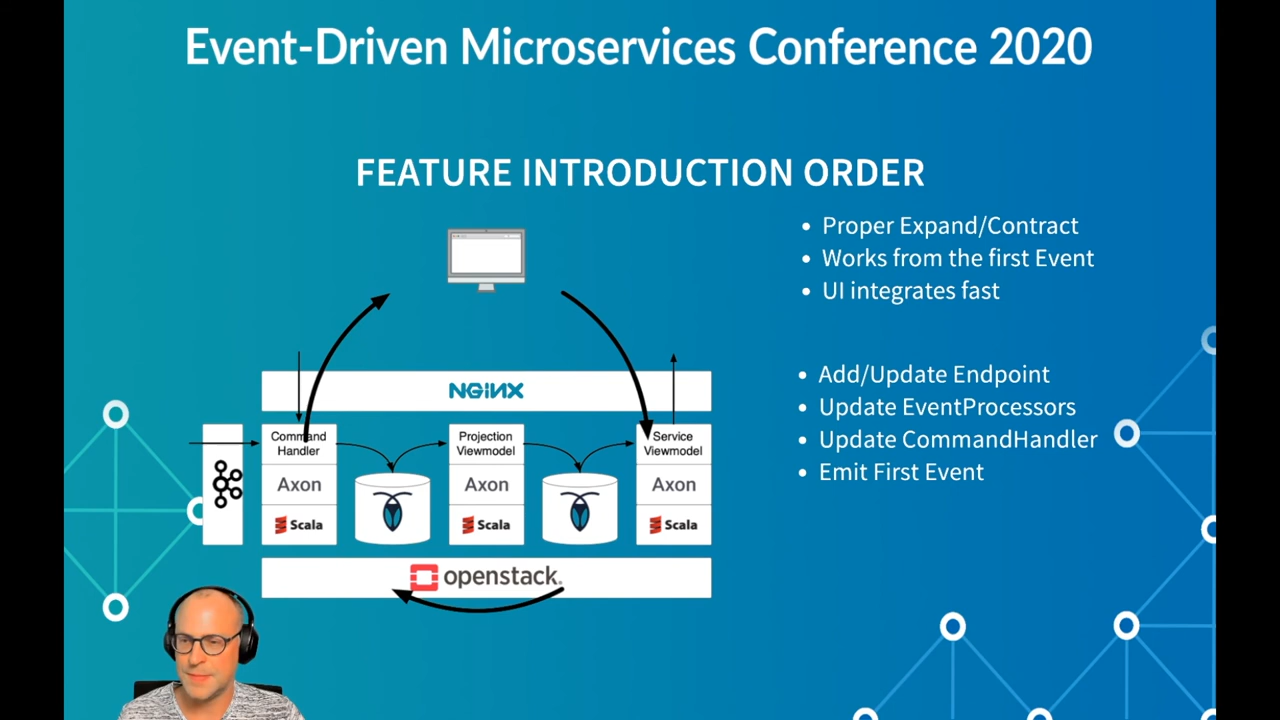 Event-Driven Microservices Conference 2020
FEATURE INTRODUCTION ORDER
• Proper Expand/Contract
• Works from the first Event
• UI integrates fast
• Add/Update Endpoint
• Update EventProcessors
• Update CommandHandler
• Emit First Event
NGINX
Command
Handler
Axon
Scala
Projection
Viewmodel
Axon
Scala
Service
Viewmodel
Axon
Scala
openstack.